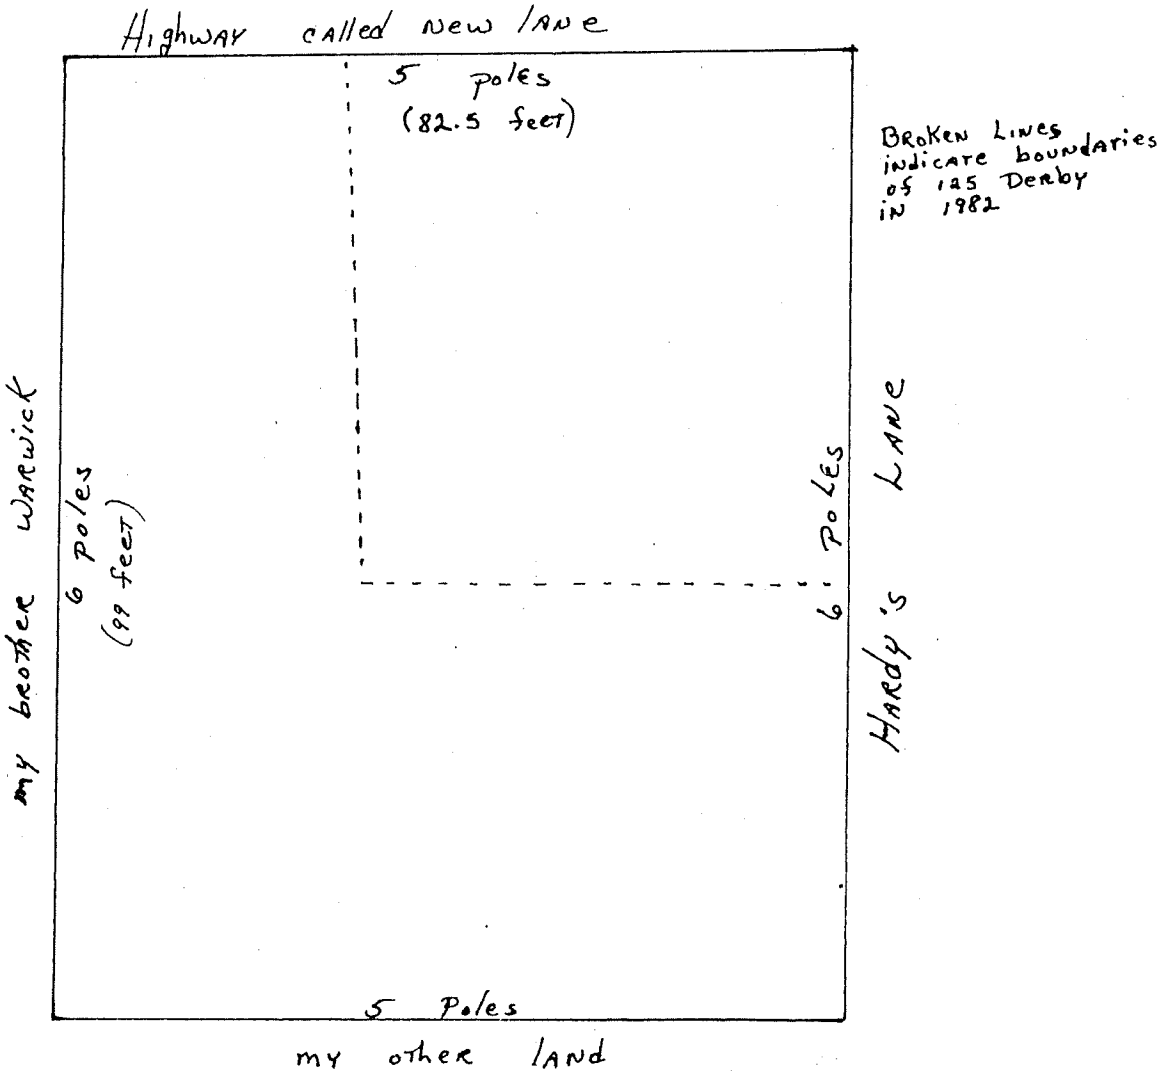 Highway called New lane
5 poles
(82.5 feet)
Broken Lines
indicate boundaries
of 125 Derby
in 1982
my brother Warwick
6 poles
(99 feet)
6 poles
Hardy's Lane
5 Poles
my other land